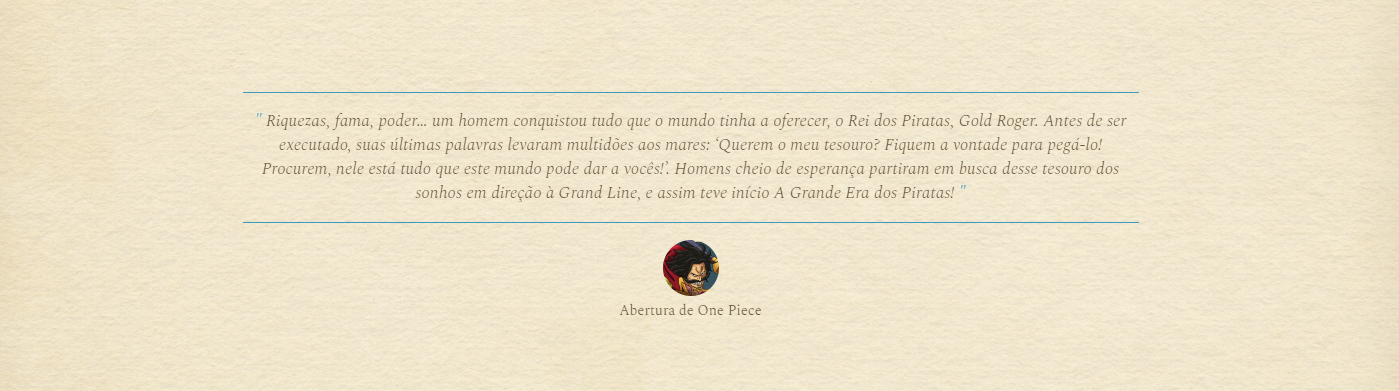 " Riquezas, fama, poder... um homem conquistou tudo que o mundo tinha a oferecer, o Rei dos Piratas, Gold Roger. Antes de ser
executado, suas últimas palavras levaram multidões aos mares: ‘Querem o meu tesouro? Fiquem a vontade para pegá-lo!
Procurem, nele está tudo que este mundo pode dar a vocês!’. Homens cheio de esperança partiram em busca desse tesouro dos
sonhos em direção à Grand Line, e assim teve início A Grande Era dos Piratas! "
Abertura de One Piece